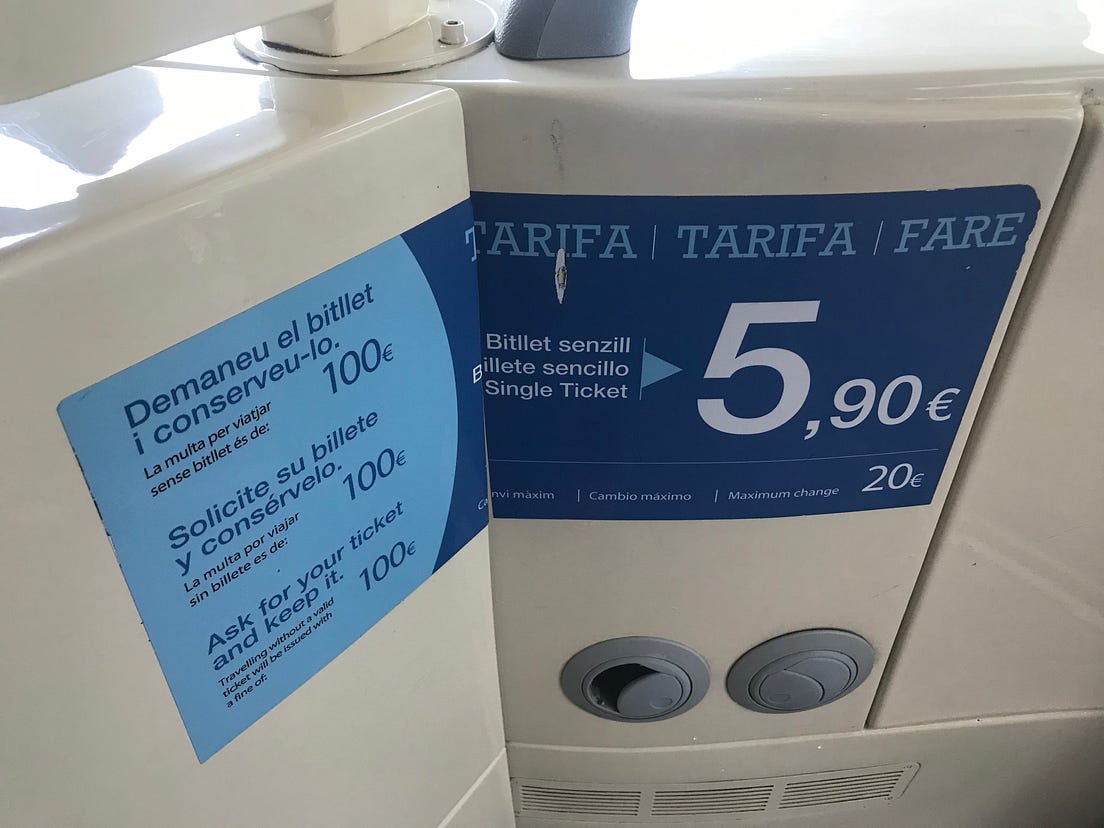 Demaneu el bitllet
i conserveu-lo.
La multa per viatjar
sense bitllet és de:
100€
Solicite su billete
y consérvelo.
La multa por viajar
sin billete es de:
100€
Ask for your ticket
and keep it.
Travelling without a valid
ticket will be issued with
a fine of:
100€
TARIFA | TARIFA | FARE
Bitllet senzill
Billete sencillo
Single Ticket
5,90€
Canvi màxim | Cambio máximo | Maximum change 20€